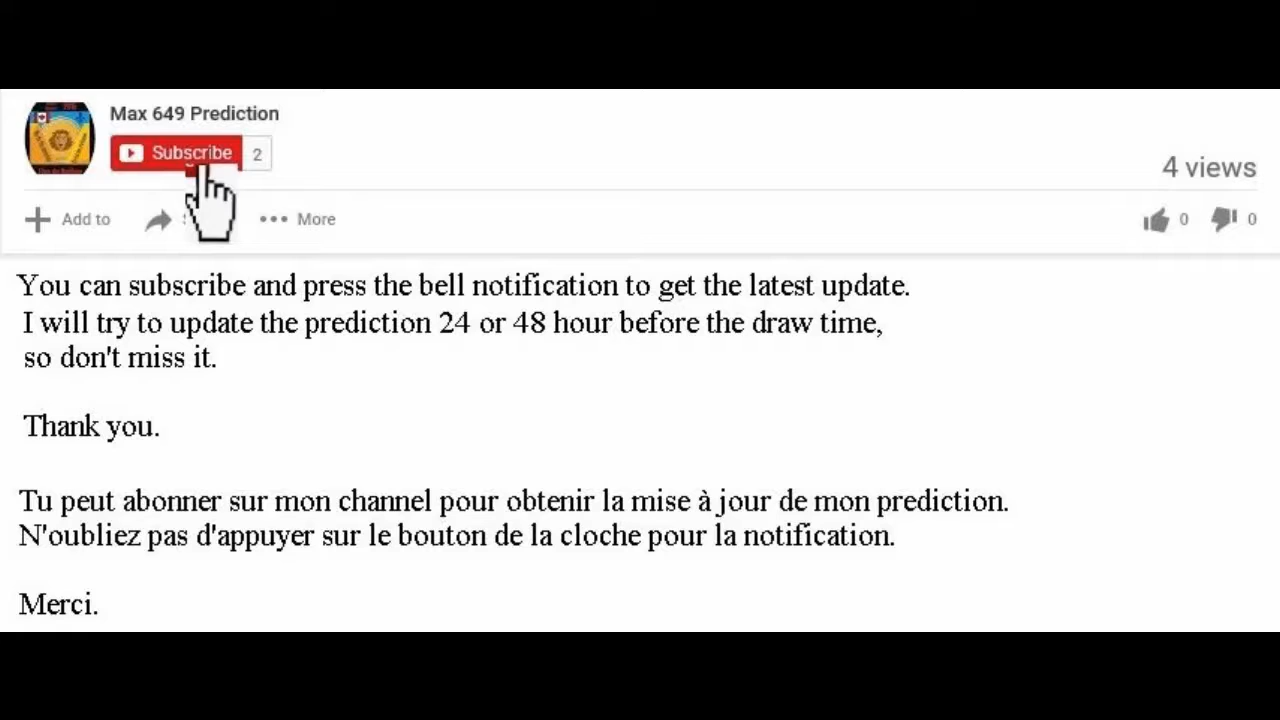 Max 649 Prediction
Subscribe 2
4 views
Add to
More
0 0
You can subscribe and press the bell notification to get the latest update.
I will try to update the prediction 24 or 48 hour before the draw time,
so don't miss it.
Thank you.
Tu peut abonner sur mon channel pour obtenir la mise à jour de mon prediction.
N'oubliez pas d'appuyer sur le bouton de la cloche pour la notification.
Merci.